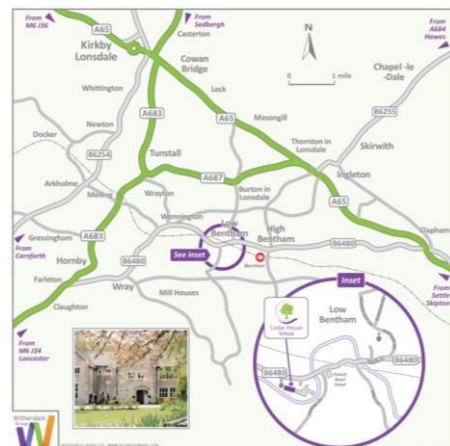 From
M6 J36
A65
From
Sedbergh
Casterton
From
A684
Hawes
Kirkby
Lonsdale
Cowan
Bridge
N
0
1 mile
Chapel -le
-Dale
Whittington
Leck
A683
A65
Masongill
B6255
Newton
Docker
Thornton in
Lonsdale
Skirwith
B6254
Tunstall
A687
Ingleton
Arkholme
Melling
Wrayton
Burton in
Lonsdale
A65
Wennington
Low
Bentham
High
Bentham
Clapham
Gressingham
A683
See Inset
B6480
From
Carnforth
Hornby
B6480
Bentham
Farleton
Wray
Mill Houses
Inset
From
Settle
Skipton
Claughton
Cedar House
School
Low
Bentham
From
M6 J34
Lancaster
B6480
B6480
Punch
Bowl
Hotel
Witherslack
Group